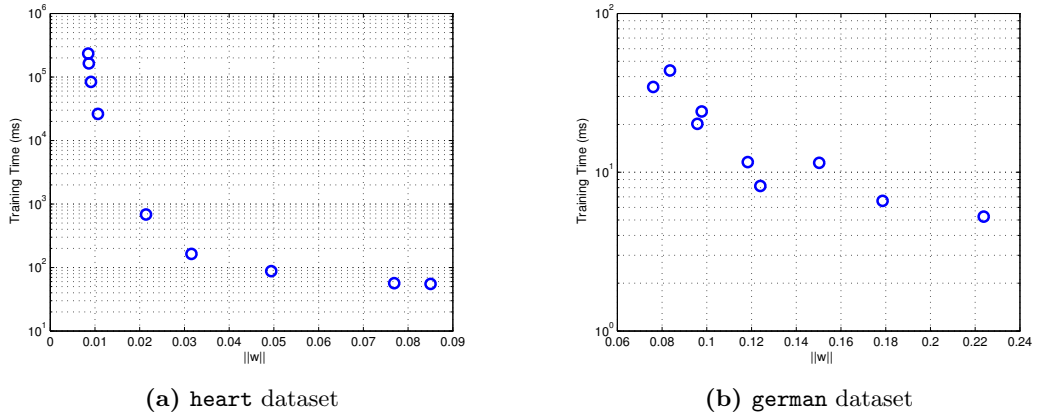 10^6
10^5
10^4
10^3
10^2
10^1
Training Time (ms)
0 0.01 0.02 0.03 0.04 0.05 0.06 0.07 0.08 0.09
||w||
(a) heart dataset
10^2
10^1
10^0
Training Time (ms)
0.06 0.08 0.1 0.12 0.14 0.16 0.18 0.2 0.22 0.24
||w||
(b) german dataset